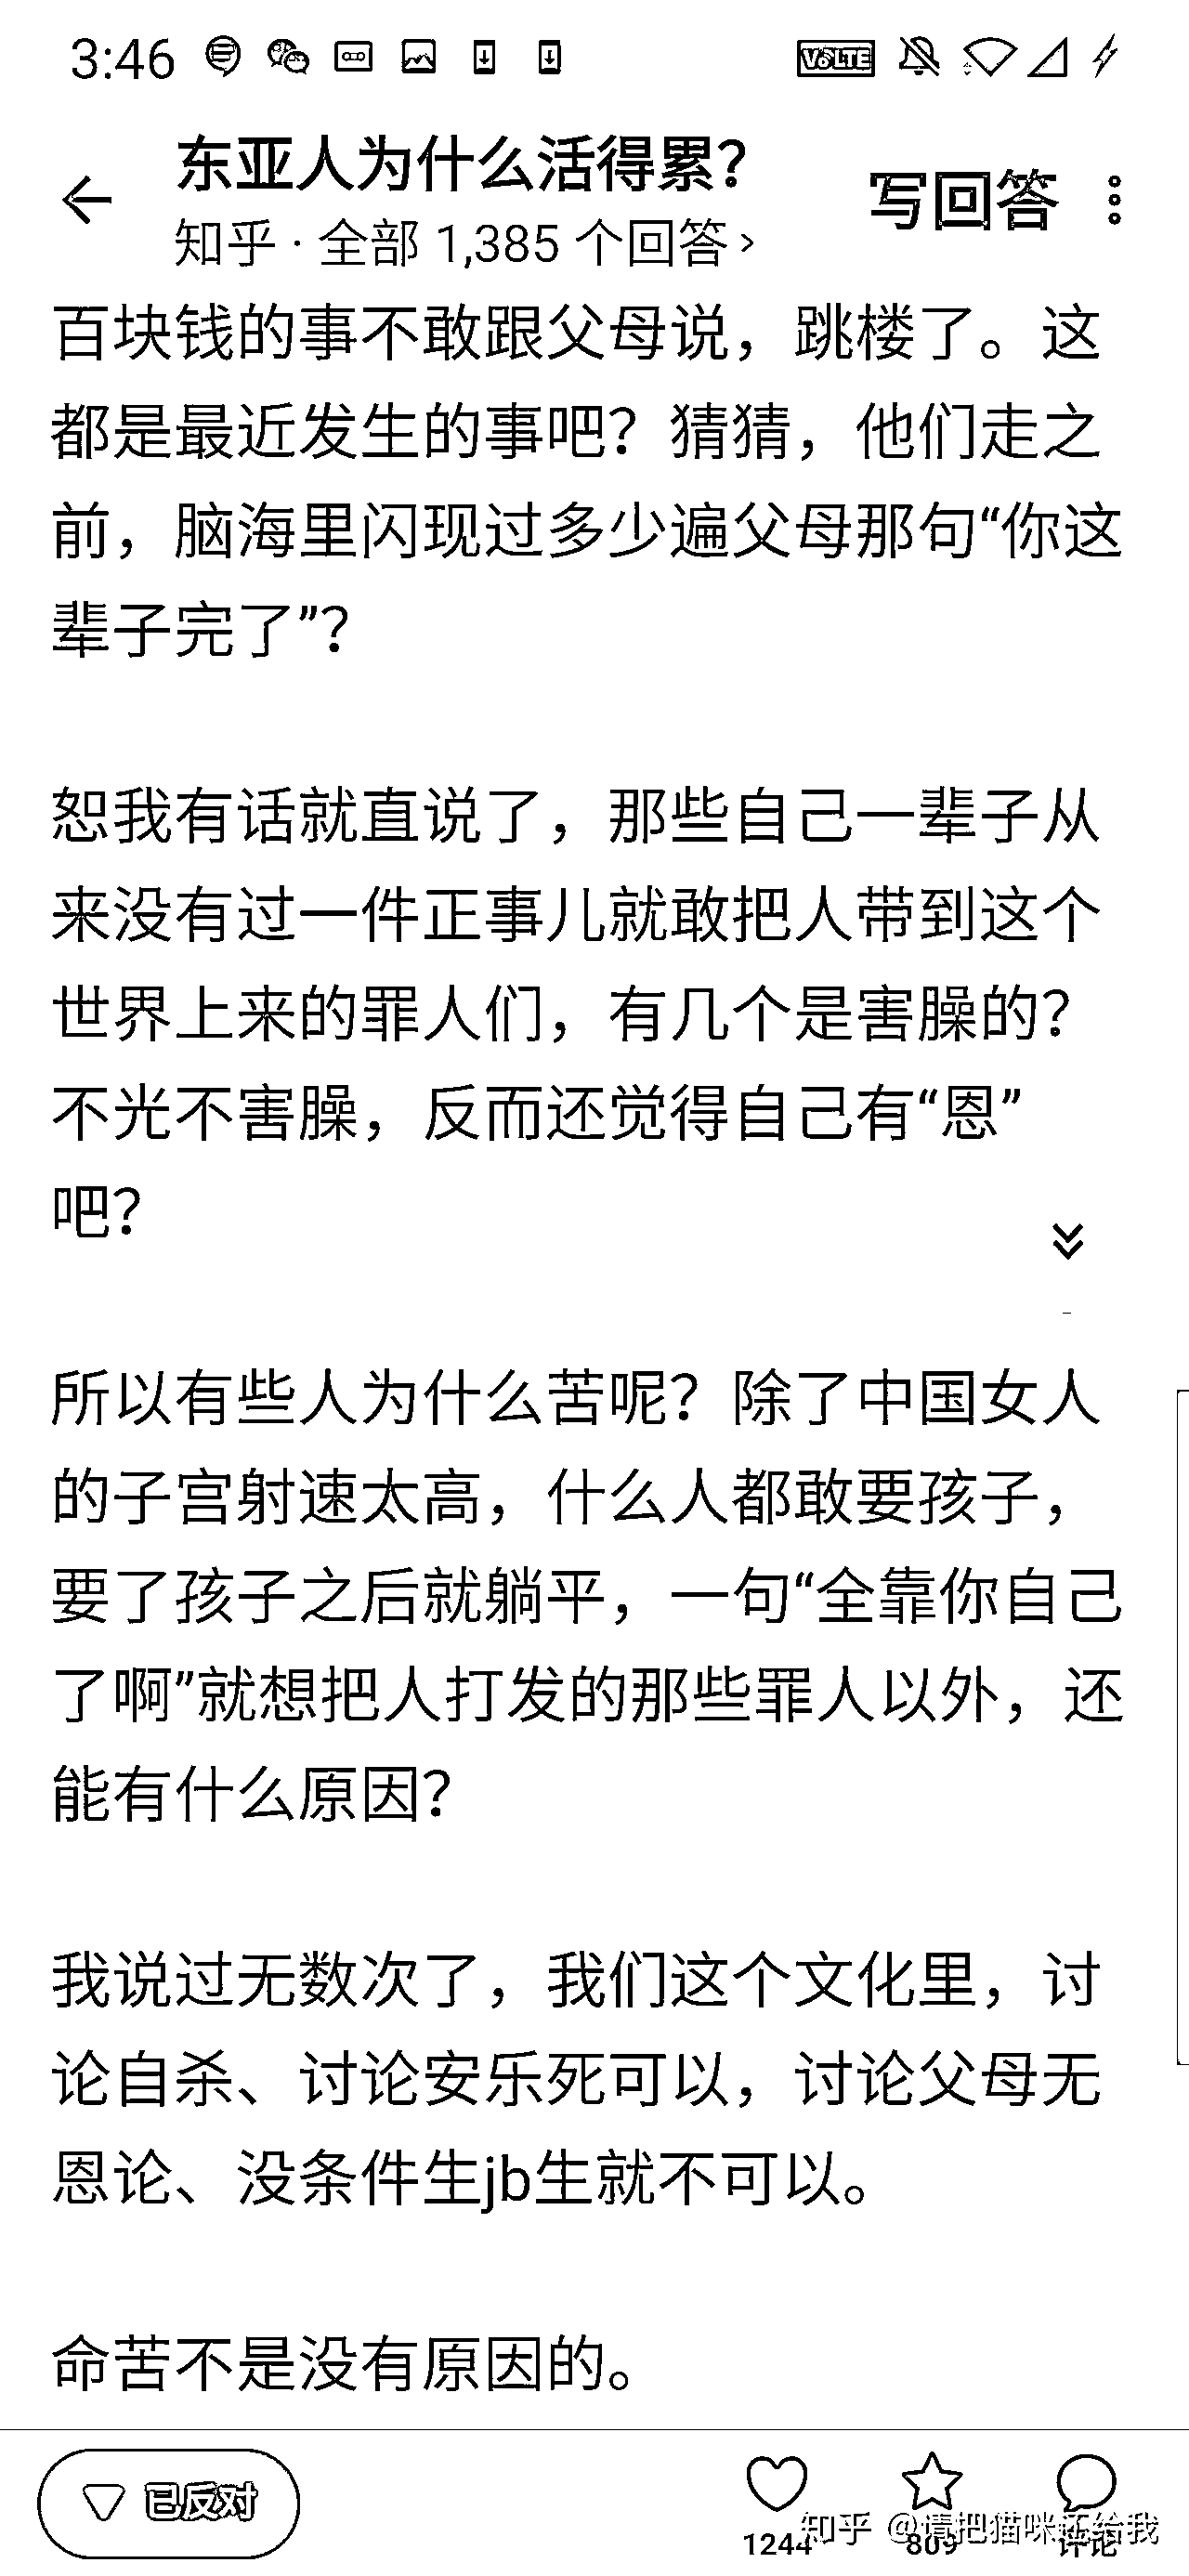 3:46
VoLTE
东亚人为什么活得累？
写回答
知乎 · 全部 1,385 个回答 ›
百块钱的事不敢跟父母说，跳楼了。这
都是最近发生的事吧？猜猜，他们走之
前，脑海里闪现过多少遍父母那句“你这
辈子完了”？
恕我有话就直说了，那些自己一辈子从
来没有过一件正事儿就敢把人带到这个
世界上来的罪人们，有几个是害臊的？
不光不害臊，反而还觉得自己有“恩”
吧？
所以有些人为什么苦呢？除了中国女人
的子宫射速太高，什么人都敢要孩子，
要了孩子之后就躺平，一句“全靠你自己
了啊”就想把人打发的那些罪人以外，还
能有什么原因？
我说过无数次了，我们这个文化里，讨
论自杀、讨论安乐死可以，讨论父母无
恩论、没条件生jb生就不可以。
命苦不是没有原因的。
已反对
1244
809
评论
知乎 @请把猫咪还给我